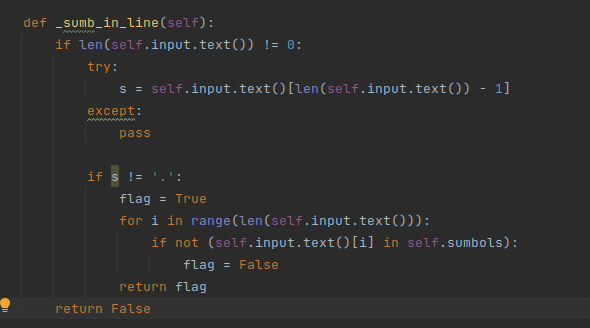 def _sumb_in_line(self):
    if len(self.input.text()) != 0:
        try:
            s = self.input.text()[len(self.input.text()) - 1]
        except:
            pass

        if s != '.':
            flag = True
            for i in range(len(self.input.text())):
                if not (self.input.text()[i] in self.sumbols):
                    flag = False
            return flag
    return False